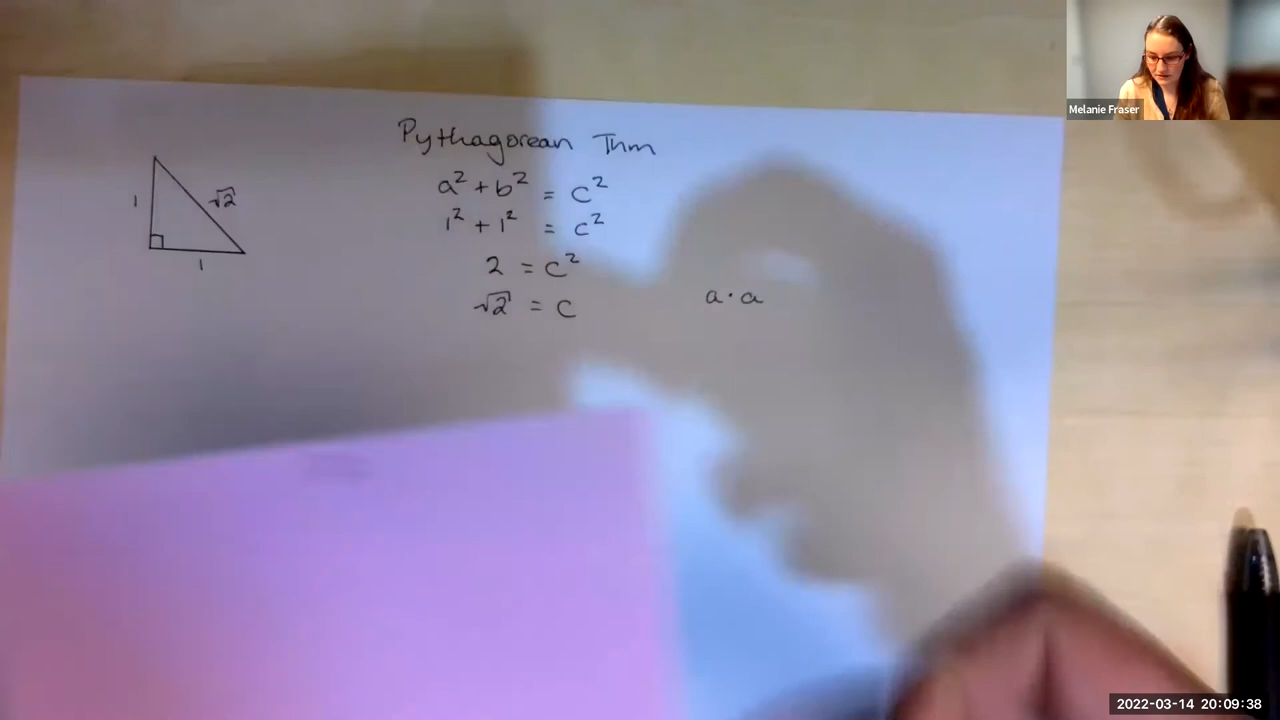 Pythagorean Thm
a² + b² = c²
1² + 1² = c²
2 = c²
√2 = c
1
√2
1
a · a
Melanie Fraser
2022-03-14 20:09:38